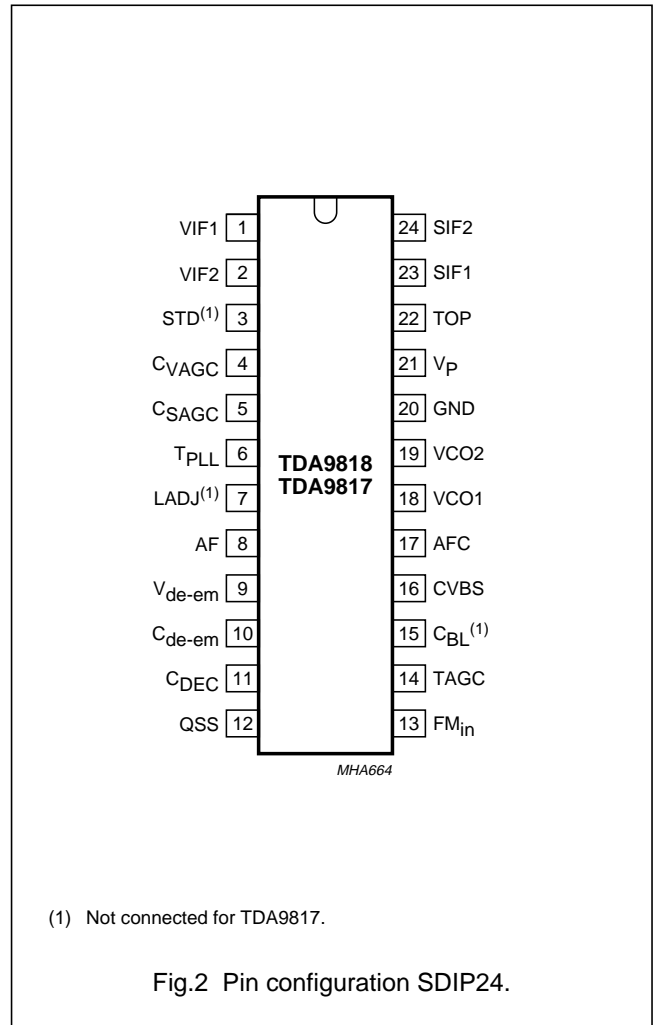 VIF1 1
VIF2 2
STD(1) 3
CVAGC 4
CSAGC 5
TPLL 6
LADJ(1) 7
AF 8
Vde-em 9
Cde-em 10
CDEC 11
QSS 12
TDA9818
TDA9817
24 SIF2
23 SIF1
22 TOP
21 VP
20 GND
19 VCO2
18 VCO1
17 AFC
16 CVBS
15 CBL(1)
14 TAGC
13 FMin
MHA664
(1) Not connected for TDA9817.
Fig.2 Pin configuration SDIP24.